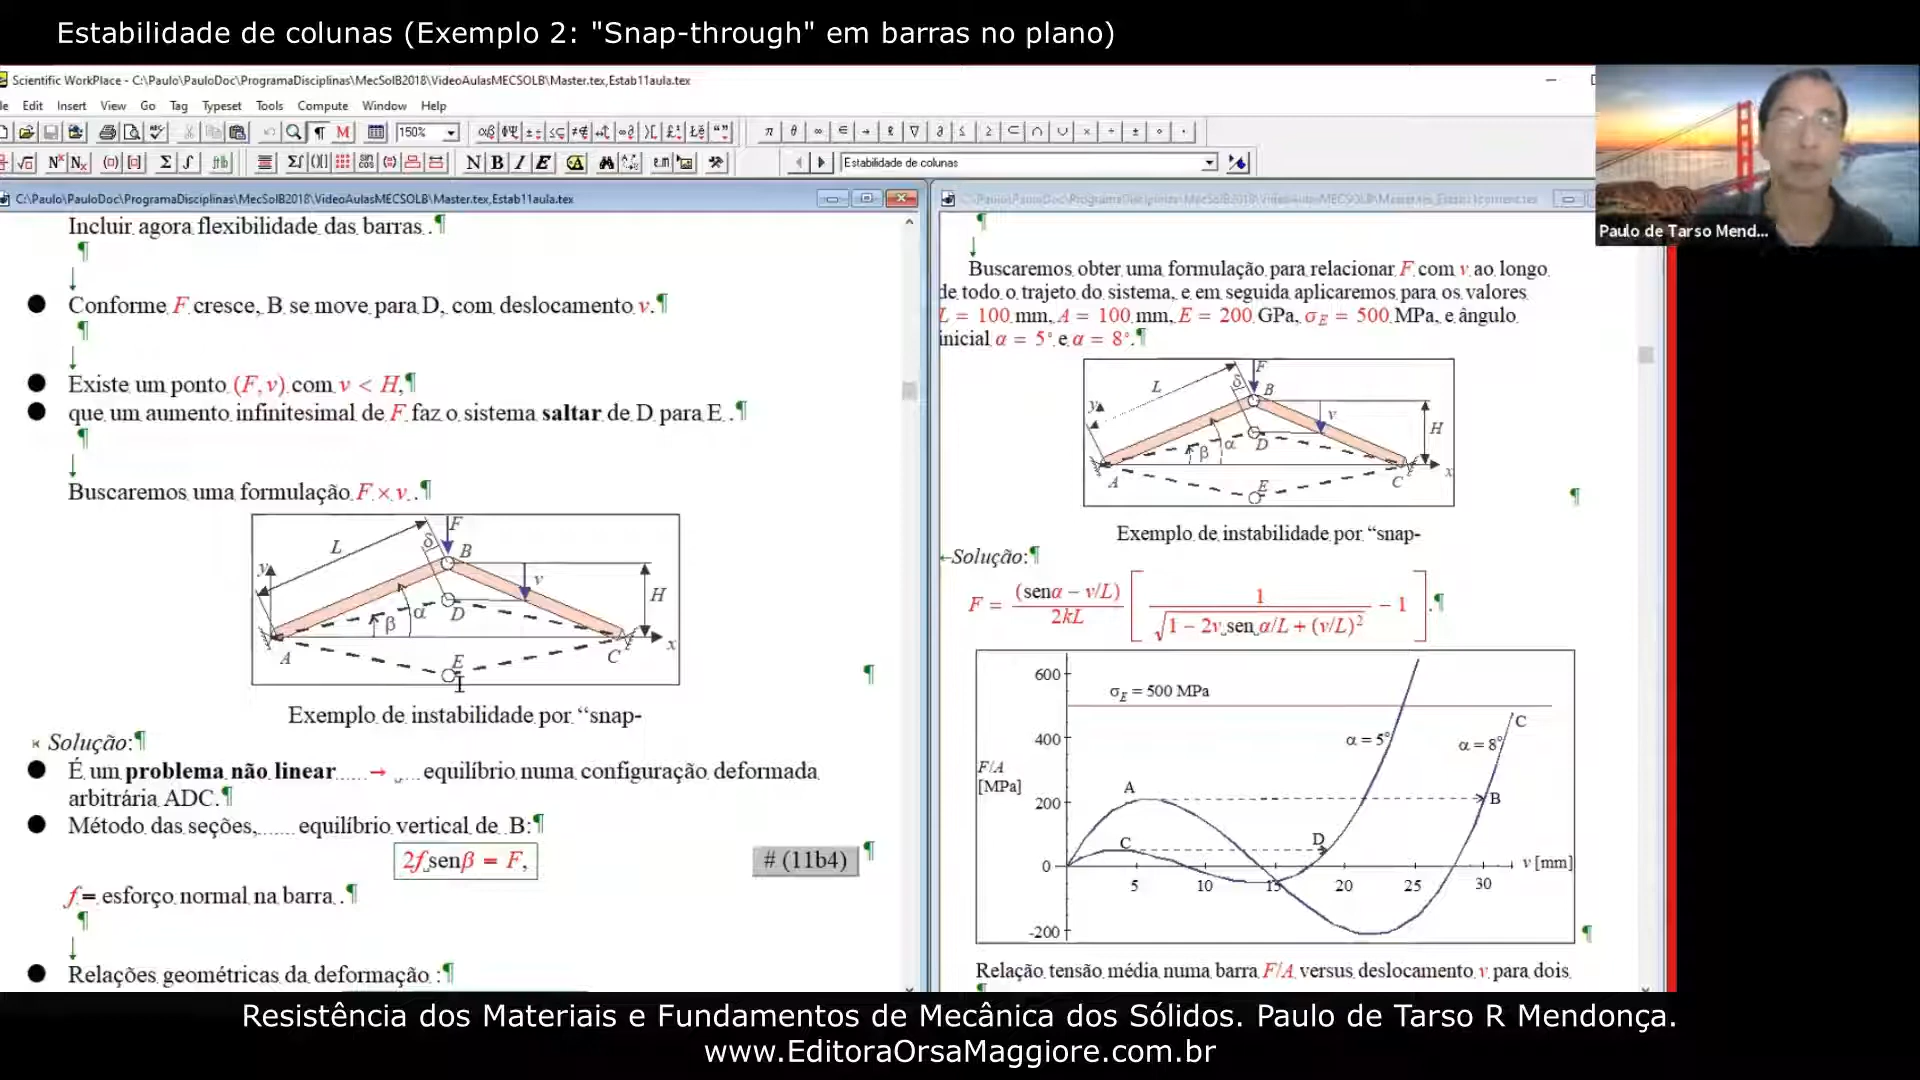 Estabilidade de colunas (Exemplo 2: "Snap-through" em barras no plano)
Scientific WorkPlace - C:\Paulo\PauloDoc\ProgramaDisciplinas\MecSolB2018\VideoAulasMECSOLB\Master.tex,Estab11aula.tex
Edit Insert View Go Tag Typeset Tools Compute Window Help
150%
Estabilidade de colunas
C:\Paulo\PauloDoc\ProgramaDisciplinas\MecSolB2018\VideoAulasMECSOLB\Master.tex,Estab11aula.tex
Incluir agora flexibilidade das barras .¶
¶
↓
● Conforme F cresce, B se move para D, com deslocamento v.¶
¶
↓
● Existe um ponto (F, v) com v < H,¶
● que um aumento infinitesimal de F faz o sistema saltar de D para E .¶
¶
↓
Buscaremos uma formulação F × v .¶
F
L δ B
y v
H
α D
β
x
A C
E
¶
Exemplo de instabilidade por “snap-
Solução:¶
● É um problema não linear → equilíbrio numa configuração deformada
arbitrária ADC.¶
● Método das seções, equilíbrio vertical de B:¶
2f senβ = F,
# (11b4) ¶
f = esforço normal na barra .¶
¶
↓
● Relações geométricas da deformação :¶
¶
↓
Buscaremos obter uma formulação para relacionar F com v ao longo
de todo o trajeto do sistema, e em seguida aplicaremos para os valores
L = 100 mm, A = 100 mm, E = 200 GPa, σE = 500 MPa, e ângulo
inicial α = 5° e α = 8°.¶
F
L δ B
y v
H
α D
β
x
A C
E
¶
Exemplo de instabilidade por “snap-
Solução:¶
F = (senα − v/L)/2kL [ 1/√(1 − 2v sen α/L + (v/L)²) − 1 ].¶
600
σE = 500 MPa
C
400 α = 5° α = 8°
F/A
[MPa]
A
200 B
C D
0 v [mm]
5 10 15 20 25 30
-200
¶
Relação tensão média numa barra F/A versus deslocamento v para dois
Paulo de Tarso Mend...
Resistência dos Materiais e Fundamentos de Mecânica dos Sólidos. Paulo de Tarso R Mendonça.
www.EditoraOrsaMaggiore.com.br